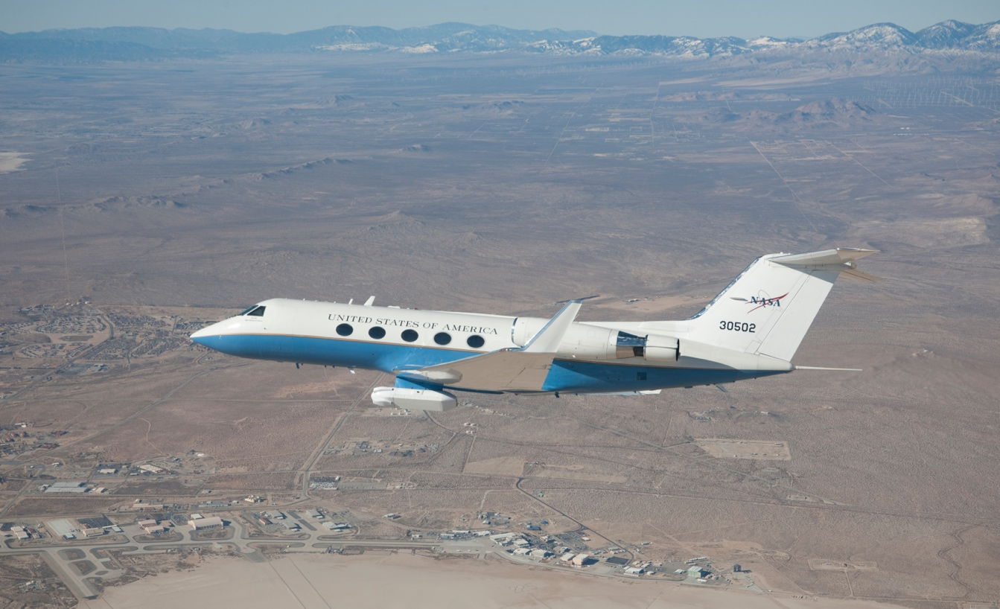 UNITED STATES OF AMERICA
NASA
30502